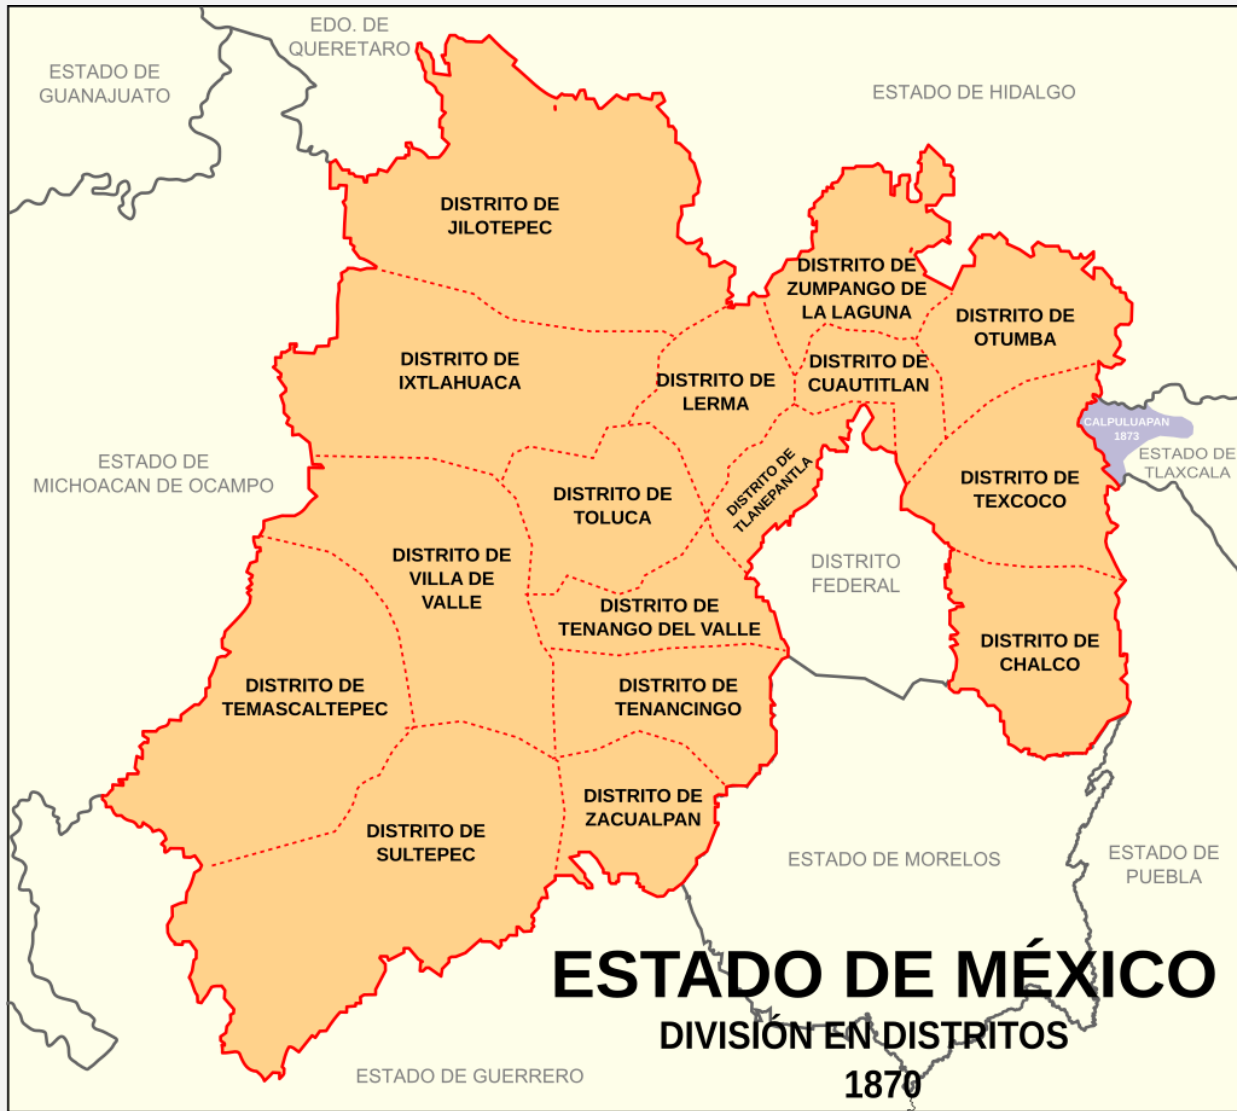 EDO. DE
QUERETARO
ESTADO DE
GUANAJUATO
ESTADO DE HIDALGO
DISTRITO DE
JILOTEPEC
DISTRITO DE
ZUMPANGO DE
LA LAGUNA
DISTRITO DE
OTUMBA
DISTRITO DE
IXTLAHUACA
DISTRITO DE
LERMA
DISTRITO DE
CUAUTITLAN
CALPULUAPAN
1873
ESTADO DE
TLAXCALA
ESTADO DE
MICHOACAN DE OCAMPO
DISTRITO DE
TOLUCA
DISTRITO DE
TLANEPANTLA
DISTRITO DE
TEXCOCO
DISTRITO DE
VILLA DE
VALLE
DISTRITO
FEDERAL
DISTRITO DE
TENANGO DEL VALLE
DISTRITO DE
CHALCO
DISTRITO DE
TEMASCALTEPEC
DISTRITO DE
TENANCINGO
DISTRITO DE
ZACUALPAN
DISTRITO DE
SULTEPEC
ESTADO DE MORELOS
ESTADO DE
PUEBLA
ESTADO DE MÉXICO
DIVISIÓN EN DISTRITOS
1870
ESTADO DE GUERRERO